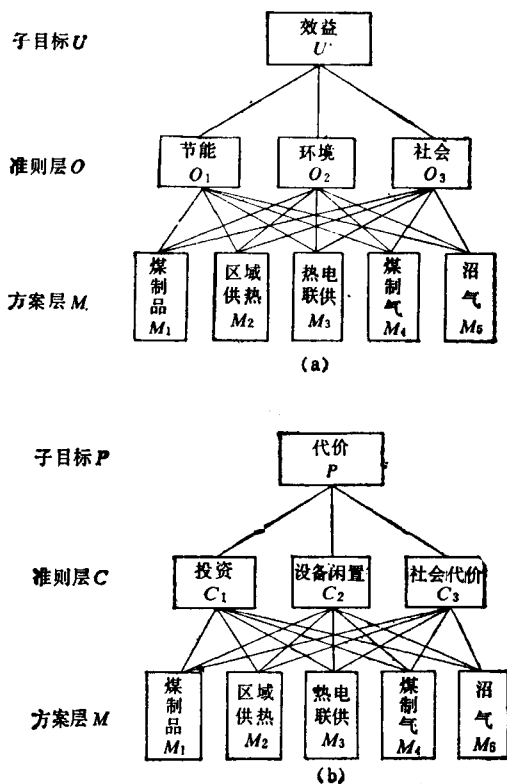 子目标U
效益
U
准则层O
节能
O1
环境
O2
社会
O3
方案层M
煤制品
M1
区域
供热
M2
热电
联供
M3
煤制气
M4
沼气
M5
(a)
子目标P
代价
P
准则层C
投资
C1
设备闲置
C2
社会代价
C3
方案层M
煤制品
M1
区域
供热
M2
热电
联供
M3
煤制气
M4
沼气
M5
(b)